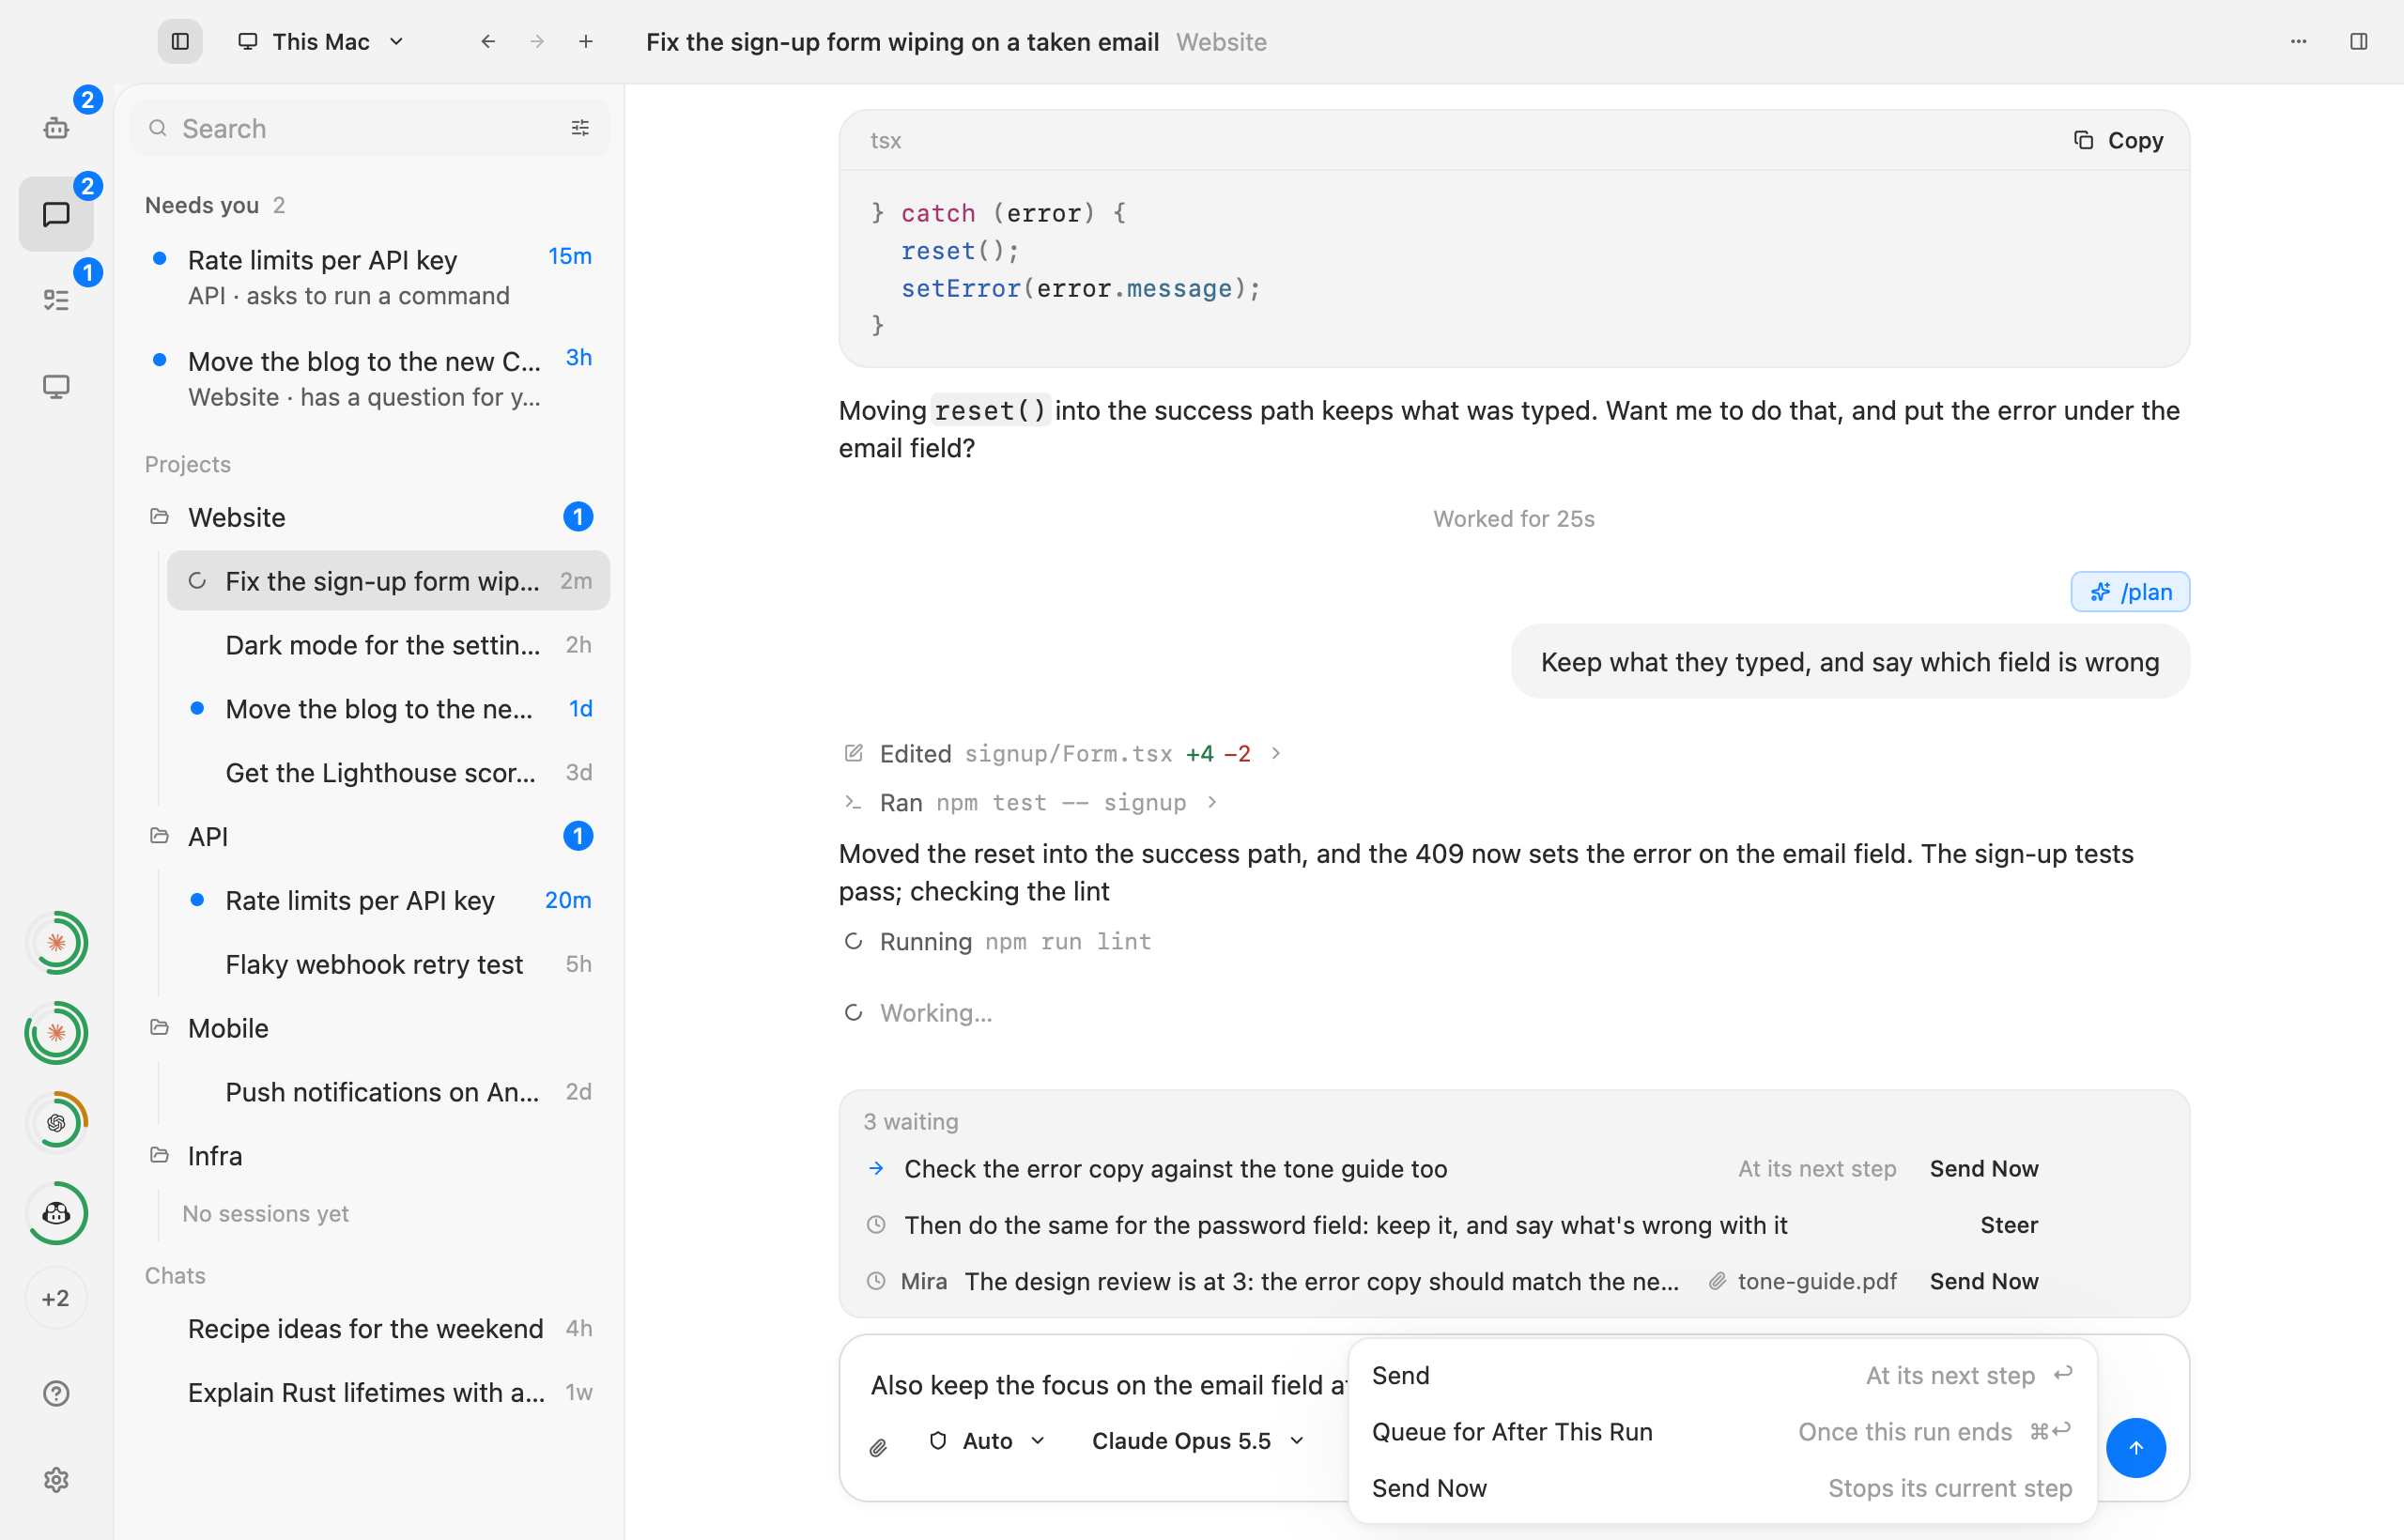 This Mac
Fix the sign-up form wiping on a taken email Website
2
2
1
Search
Needs you 2
Rate limits per API key 15m
API · asks to run a command
Move the blog to the new C... 3h
Website · has a question for y...
Projects
Website 1
Fix the sign-up form wip... 2m
Dark mode for the settin... 2h
Move the blog to the ne... 1d
Get the Lighthouse scor... 3d
API 1
Rate limits per API key 20m
Flaky webhook retry test 5h
Mobile
Push notifications on An... 2d
Infra
No sessions yet
Chats
Recipe ideas for the weekend 4h
Explain Rust lifetimes with a... 1w
+2
tsx Copy
} catch (error) {
reset();
setError(error.message);
}
Moving reset() into the success path keeps what was typed. Want me to do that, and put the error under the
email field?
Worked for 25s
/plan
Keep what they typed, and say which field is wrong
Edited signup/Form.tsx +4 −2
Ran npm test -- signup
Moved the reset into the success path, and the 409 now sets the error on the email field. The sign-up tests
pass; checking the lint
Running npm run lint
Working...
3 waiting
Check the error copy against the tone guide too At its next step Send Now
Then do the same for the password field: keep it, and say what's wrong with it Steer
Mira The design review is at 3: the error copy should match the ne... tone-guide.pdf Send Now
Also keep the focus on the email field
Auto Claude Opus 5.5
Send At its next step ↩
Queue for After This Run Once this run ends ⌘↩
Send Now Stops its current step